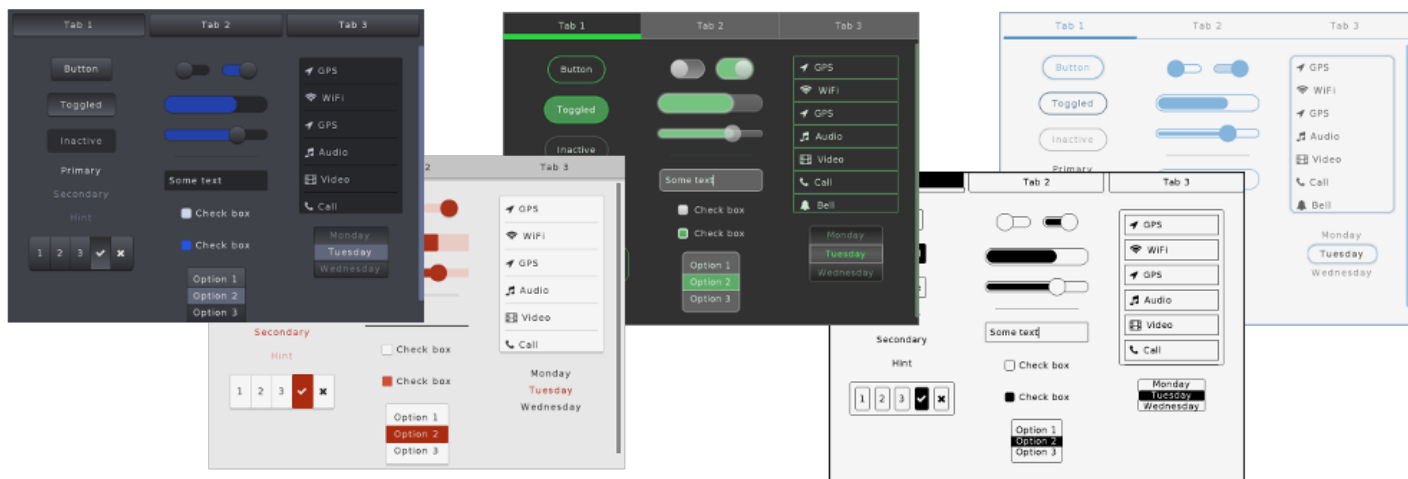 Tab 1
Tab 2
Tab 3
Button
Toggled
Inactive
Primary
Secondary
Hint
1 2 3
Some text
Check box
Check box
Option 1
Option 2
Option 3
GPS
WiFi
GPS
Audio
Video
Call
Monday
Tuesday
Wednesday
2
Tab 3
Secondary
Hint
1 2 3
Check box
Check box
Option 1
Option 2
Option 3
GPS
WiFi
GPS
Audio
Video
Call
Monday
Tuesday
Wednesday
Tab 1
Tab 2
Tab 3
Button
Toggled
Inactive
Some text
Check box
Check box
Option 1
Option 2
Option 3
GPS
WiFi
GPS
Audio
Video
Call
Bell
Monday
Tuesday
Wednesday
Tab 2
Tab 3
Secondary
Hint
1 2 3
Some text
Check box
Check box
Option 1
Option 2
Option 3
GPS
WiFi
GPS
Audio
Video
Call
Monday
Tuesday
Wednesday
Tab 1
Tab 2
Tab 3
Button
Toggled
Inactive
Primary
GPS
WiFi
GPS
Audio
Video
Call
Bell
Monday
Tuesday
Wednesday